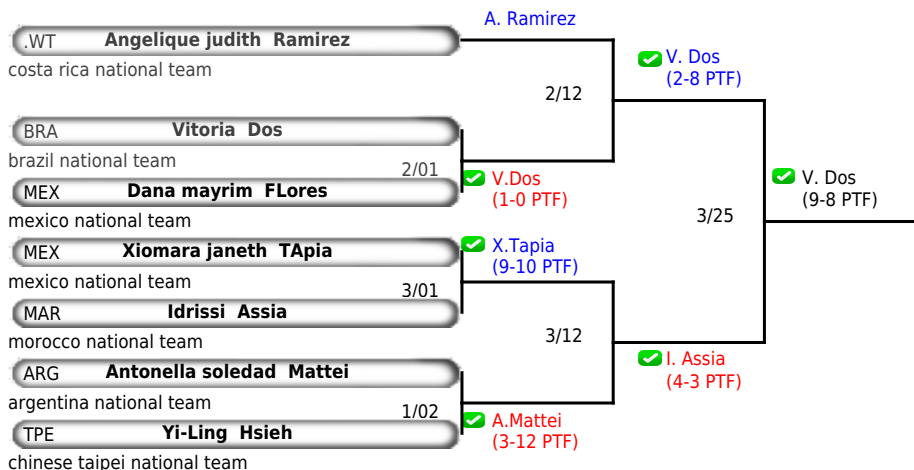 A. Ramirez
.WT Angelique judith Ramirez
costa rica national team
V. Dos
(2-8 PTF)
2/12
BRA Vitoria Dos
brazil national team
2/01
MEX Dana mayrim FLores
mexico national team
V.Dos
(1-0 PTF)
V. Dos
(9-8 PTF)
3/25
MEX Xiomara janeth TApia
mexico national team
X.Tapia
(9-10 PTF)
3/01
MAR Idrissi Assia
morocco national team
3/12
I. Assia
(4-3 PTF)
ARG Antonella soledad Mattei
argentina national team
1/02
TPE Yi-Ling Hsieh
chinese taipei national team
A.Mattei
(3-12 PTF)